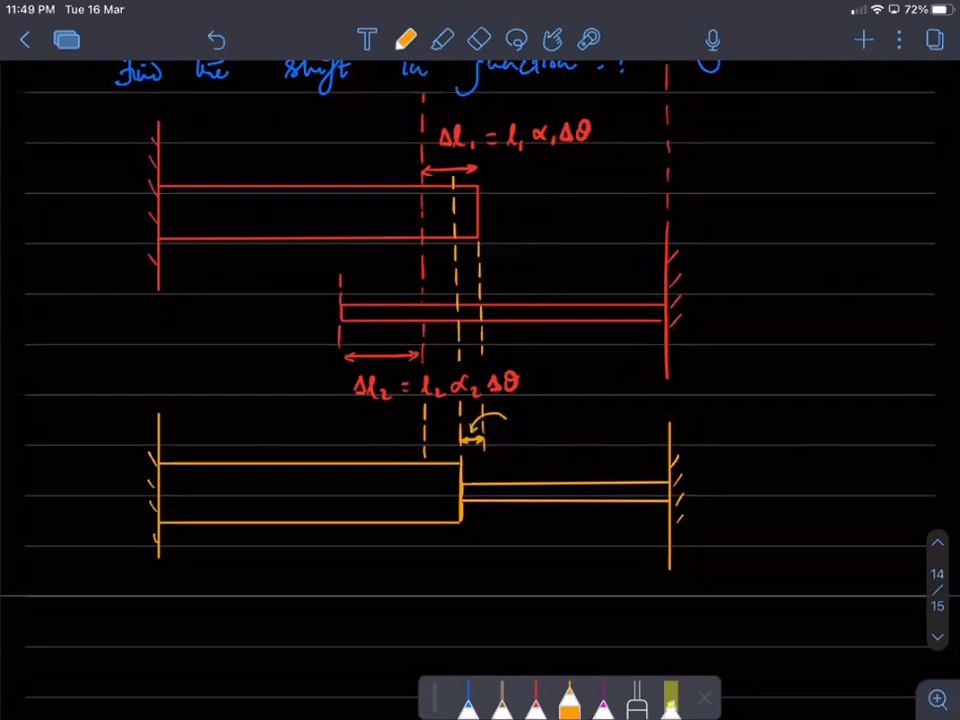 11:49 PM Tue 16 Mar
72%
T
find the shift in junction..?
Δl₁ = l₁ α₁ Δθ
Δl₂ = l₂ α₂ Δθ
14
/
15